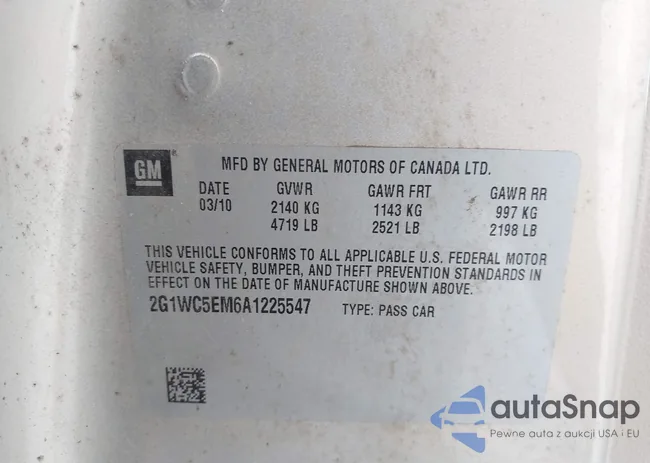 GM
MFD BY GENERAL MOTORS OF CANADA LTD.
DATE GVWR GAWR FRT GAWR RR
03/10 2140 KG 1143 KG 997 KG
4719 LB 2521 LB 2198 LB
THIS VEHICLE CONFORMS TO ALL APPLICABLE U.S. FEDERAL MOTOR
VEHICLE SAFETY, BUMPER, AND THEFT PREVENTION STANDARDS IN
EFFECT ON THE DATE OF MANUFACTURE SHOWN ABOVE.
2G1WC5EM6A1225547 TYPE: PASS CAR
autaSnap
Pewne auta z aukcji USA i EU